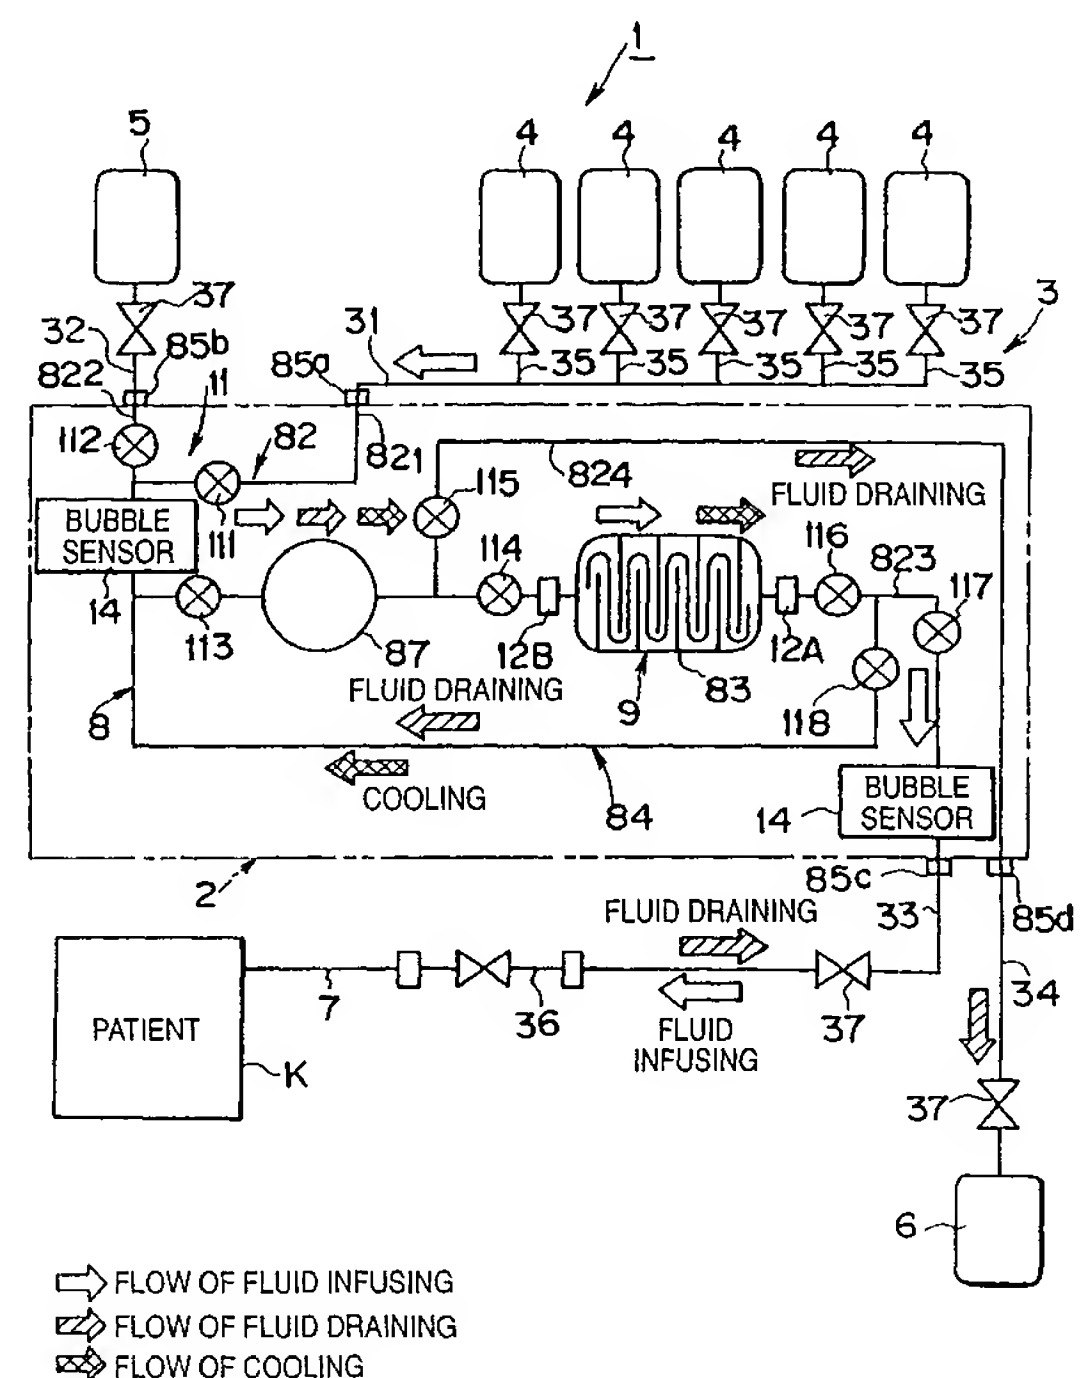 1
5
4 4 4 4 4
37
37 37 37 37 37
3
32
31
85b
85a
35 35 35 35 35
822
11
112
82
821
824
115
FLUID DRAINING
BUBBLE
SENSOR
111
114
116
823
117
14
113
87
12B
12A
FLUID DRAINING
9
83
118
8
COOLING
84
14
BUBBLE
SENSOR
2
85c
85d
FLUID DRAINING
33
7
36
37
34
FLUID
INFUSING
PATIENT
K
37
6
FLOW OF FLUID INFUSING
FLOW OF FLUID DRAINING
FLOW OF COOLING